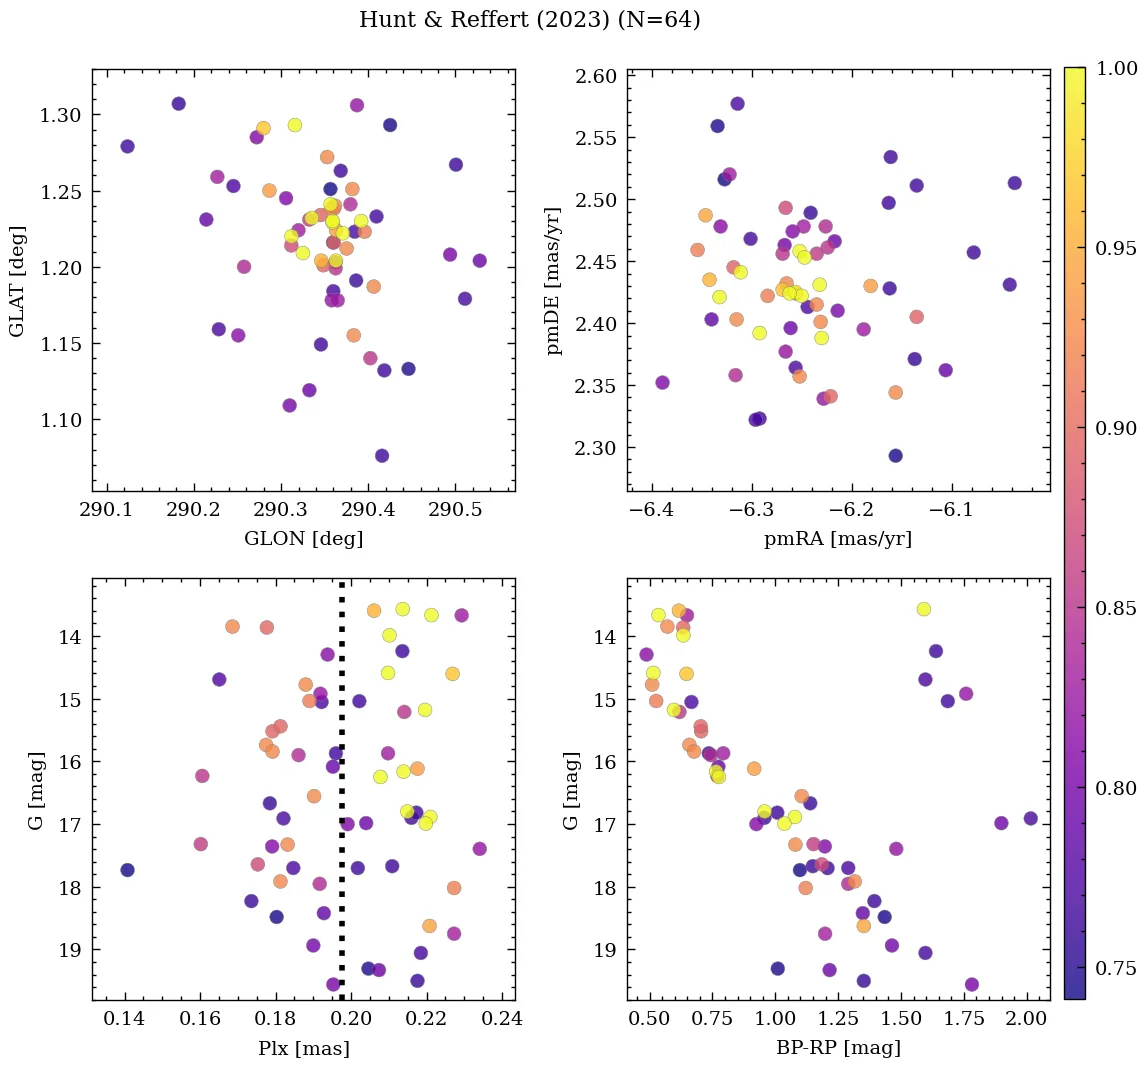 Hunt & Reffert (2023) (N=64)
1.30
1.25
1.20
1.15
1.10
GLAT [deg]
290.1 290.2 290.3 290.4 290.5
GLON [deg]
2.60
2.55
2.50
2.45
2.40
2.35
2.30
pmDE [mas/yr]
−6.4 −6.3 −6.2 −6.1
pmRA [mas/yr]
14
15
16
17
18
19
G [mag]
0.14 0.16 0.18 0.20 0.22 0.24
Plx [mas]
14
15
16
17
18
19
G [mag]
0.50 0.75 1.00 1.25 1.50 1.75 2.00
BP-RP [mag]
1.00
0.95
0.90
0.85
0.80
0.75